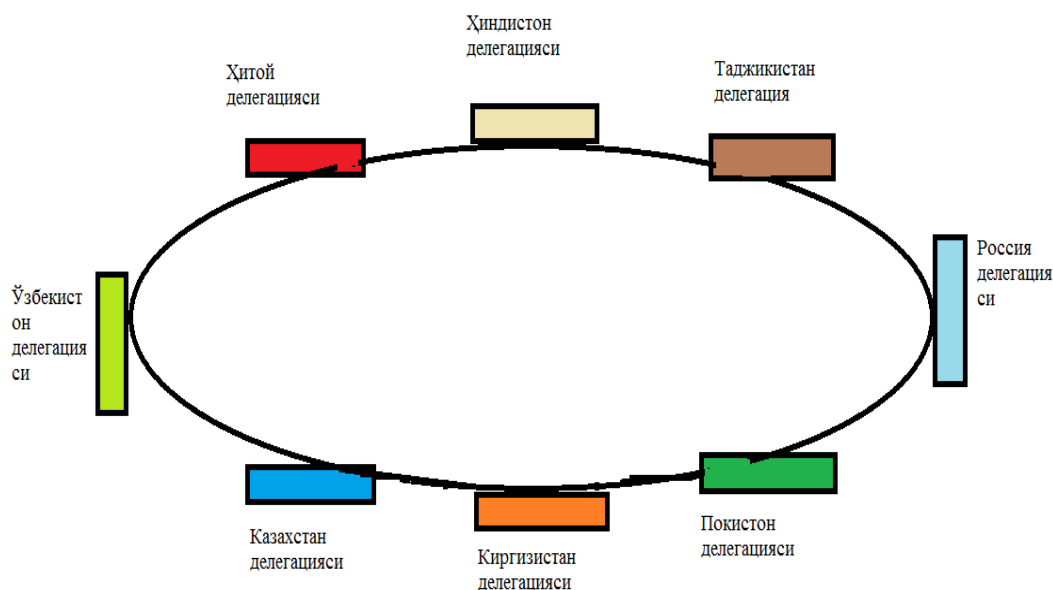 Ҳиндистон
делегацияси
Ҳитой
делегацияси
Таджикистан
делегация
Россия
делегация
си
Ўзбекист
он
делегация
си
Казахстан
делегацияси
Киргизистан
делегацияси
Покистон
делегацияси